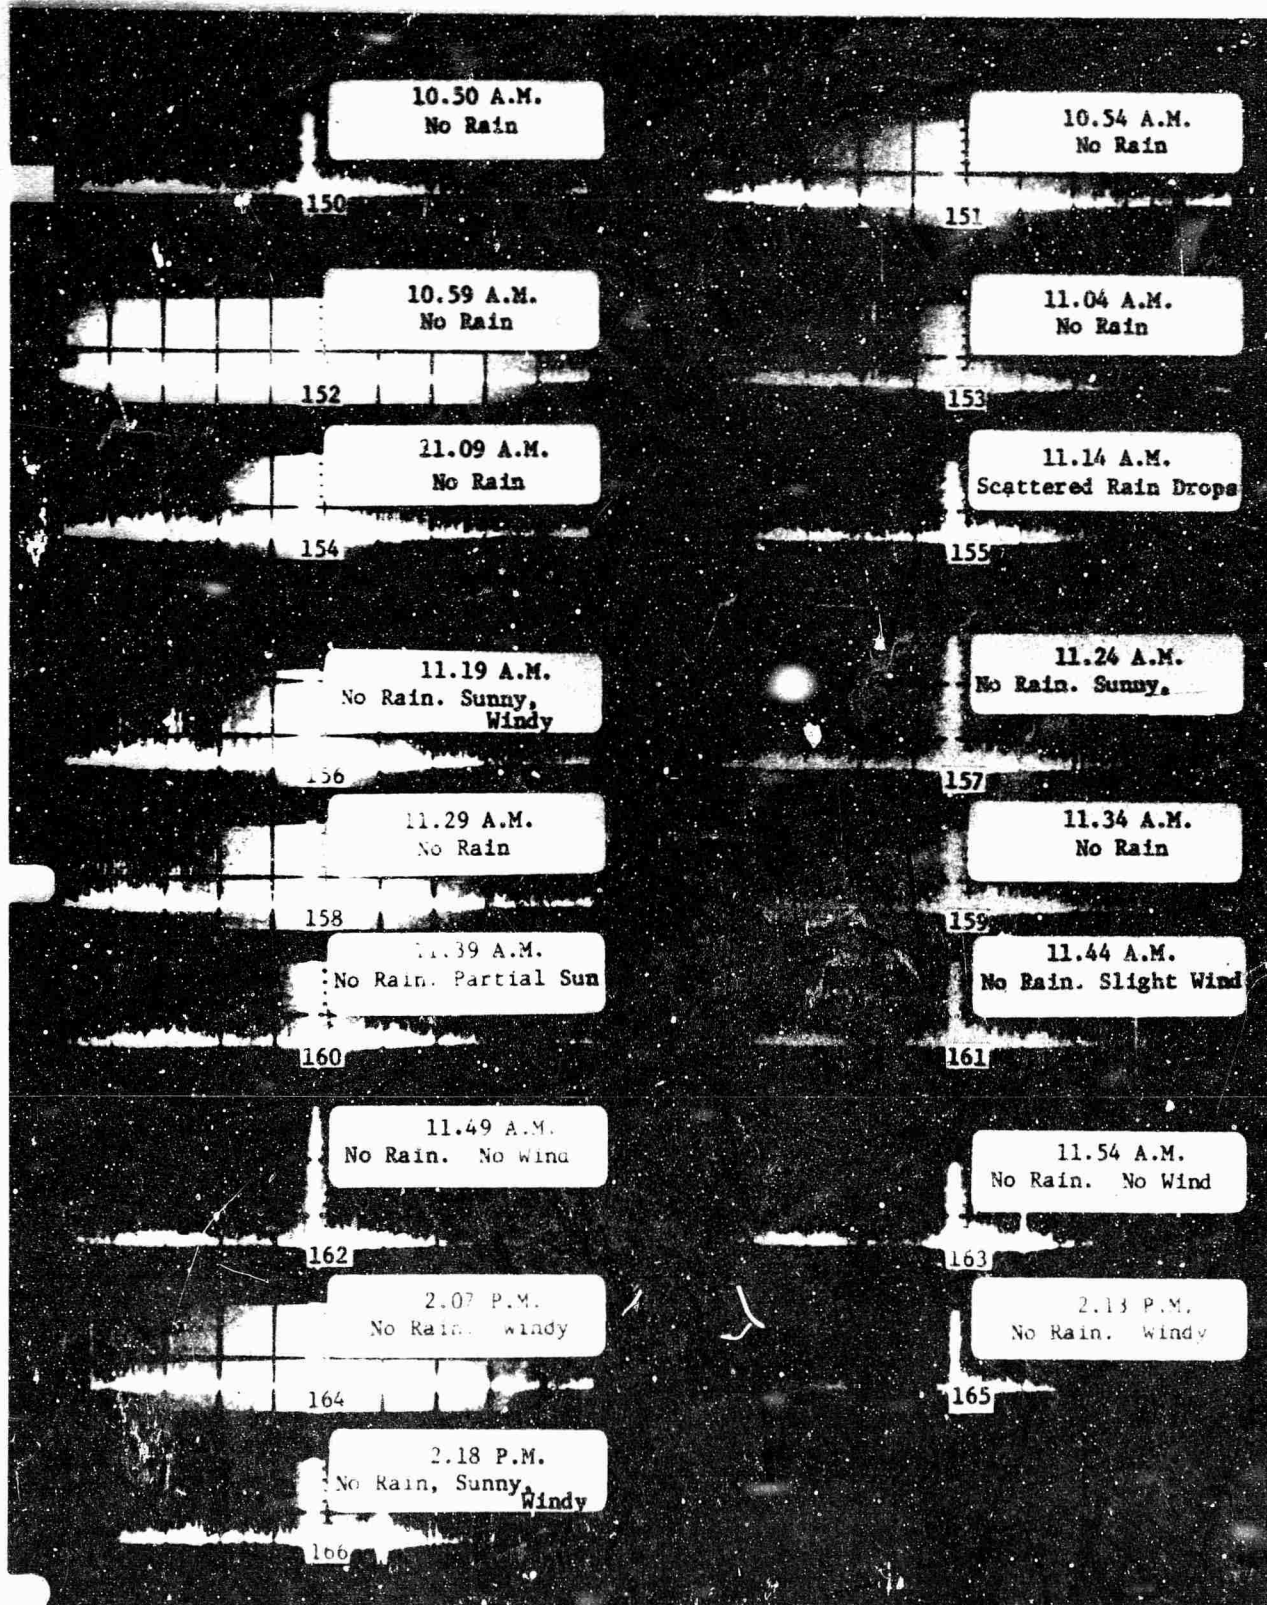 10.50 A.M.
No Rain
150
10.54 A.M.
No Rain
151
10.59 A.M.
No Rain
152
11.04 A.M.
No Rain
153
11.09 A.M.
No Rain
154
11.14 A.M.
Scattered Rain Drops
155
11.19 A.M.
No Rain. Sunny,
Windy
156
11.24 A.M.
No Rain. Sunny,
157
11.29 A.M.
No Rain
158
11.34 A.M.
No Rain
159
11.39 A.M.
No Rain. Partial Sun
160
11.44 A.M.
No Rain. Slight Wind
161
11.49 A.M.
No Rain. No Wind
162
11.54 A.M.
No Rain. No Wind
163
2.07 P.M.
No Rain. Windy
164
2.13 P.M.
No Rain. Windy
165
2.18 P.M.
No Rain, Sunny,
Windy
166